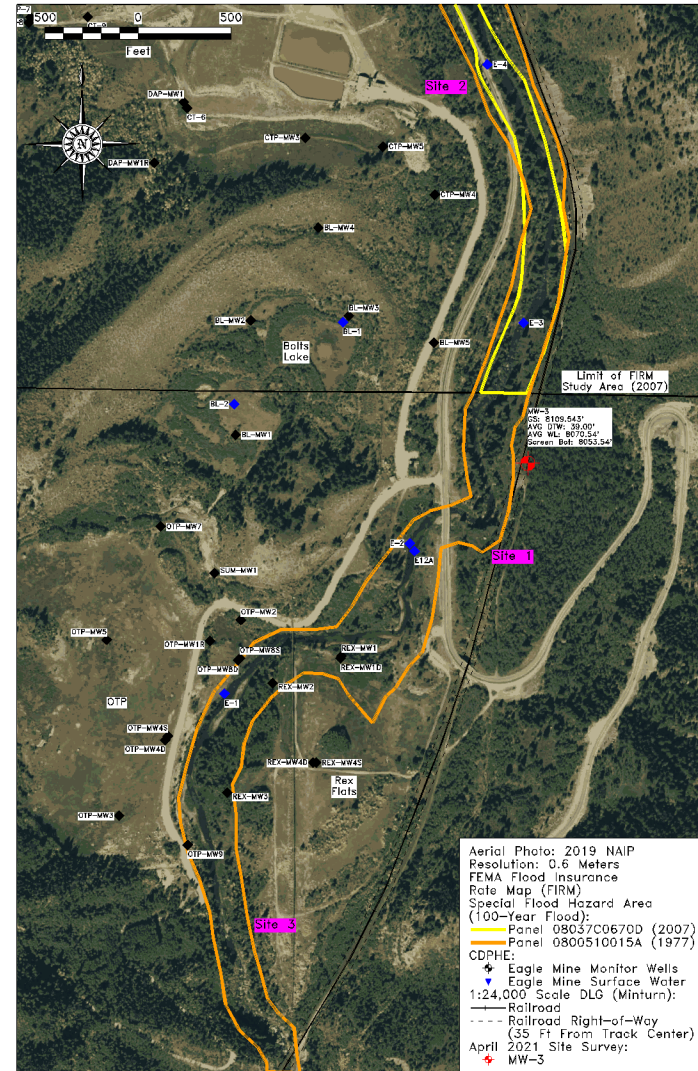 P-7
500
0
500
CT-9
Feet
E-4
Site 2
DAP-MW1
CT-6
N
CTP-MW3
CTP-MW5
DAP-MW1R
CTP-MW4
BL-MW4
BL-MW3
BL-MW2
BL-1
E-3
Bolts
Lake
BL-MW5
Limit of FIRM
Study Area (2007)
BL-2
MW-3
GS: 8109.543'
AVG DTW: 39.00'
AVG WL: 8070.54'
Screen Bot: 8053.54'
BL-MW1
OTP-MW7
E-2
E12A
Site 1
SUM-MW1
OTP-MW2
OTP-MW5
OTP-MW1R
OTP-MW8S
OTP-MW8D
REX-MW1
REX-MW1D
REX-MW2
E-1
OTP
OTP-MW4S
OTP-MW4D
REX-MW4D
REX-MW4S
Rex
Flats
REX-MW3
OTP-MW3
OTP-MW9
Site 3
Aerial Photo: 2019 NAIP
Resolution: 0.6 Meters
FEMA Flood Insurance
Rate Map (FIRM)
Special Flood Hazard Area
(100-Year Flood):
Panel 08037C0670D (2007)
Panel 0800510015A (1977)
CDPHE:
Eagle Mine Monitor Wells
Eagle Mine Surface Water
1:24,000 Scale DLG (Minturn):
Railroad
Railroad Right-of-Way
(35 Ft From Track Center)
April 2021 Site Survey:
MW-3